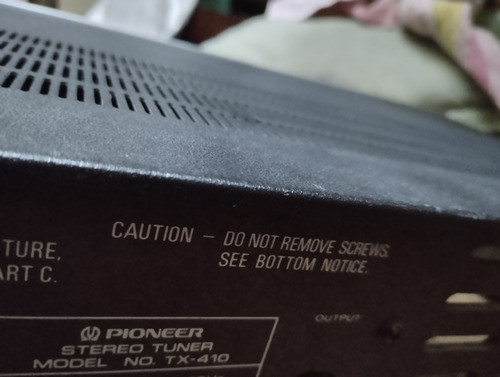 CAUTION – DO NOT REMOVE SCREWS.
SEE BOTTOM NOTICE.
TURE,
ART C.
OUTPUT
PIONEER
STEREO TUNER
MODEL NO. TX-410